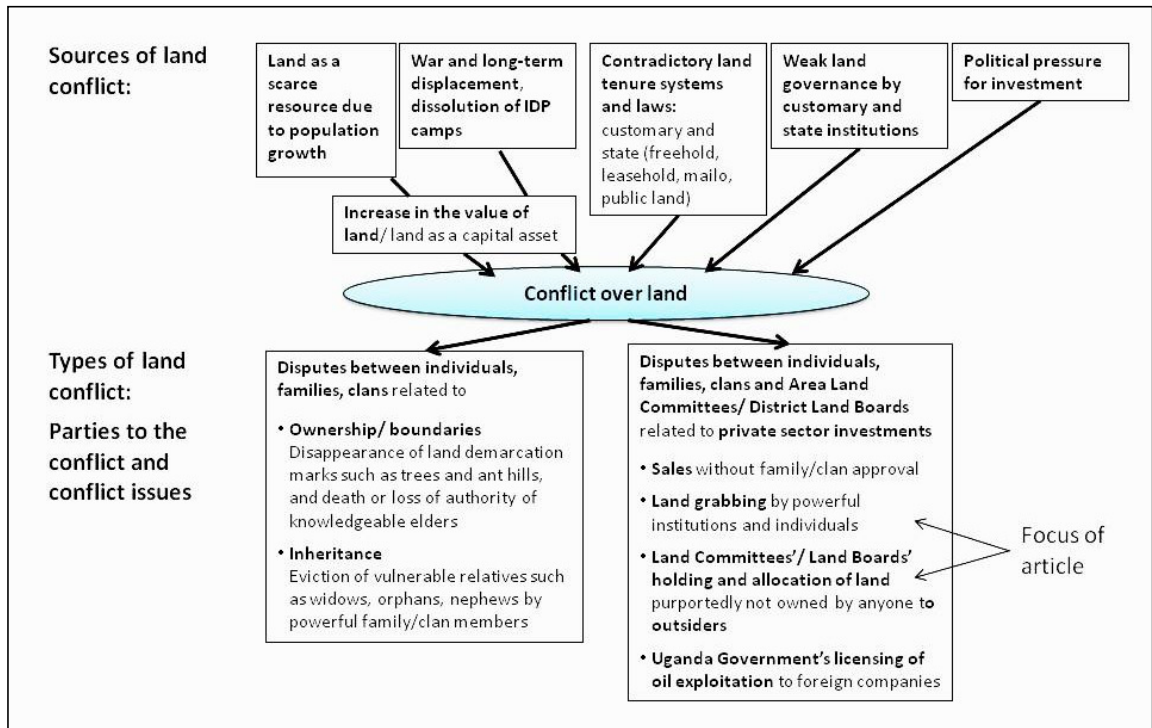 Sources of land
conflict:
Land as a
scarce
resource due
to population
growth
War and long-term
displacement,
dissolution of IDP
camps
Contradictory land
tenure systems
and laws:
customary and
state (freehold,
leasehold, mailo,
public land)
Weak land
governance by
customary and
state institutions
Political pressure
for investment
Increase in the value of
land/ land as a capital asset
Conflict over land
Types of land
conflict:
Parties to the
conflict and
conflict issues
Disputes between individuals,
families, clans related to
• Ownership/ boundaries
Disappearance of land demarcation
marks such as trees and ant hills,
and death or loss of authority of
knowledgeable elders
• Inheritance
Eviction of vulnerable relatives such
as widows, orphans, nephews by
powerful family/clan members
Disputes between individuals,
families, clans and Area Land
Committees/ District Land Boards
related to private sector investments
• Sales without family/clan approval
• Land grabbing by powerful
institutions and individuals
• Land Committees’/ Land Boards’
holding and allocation of land
purportedly not owned by anyone to
outsiders
• Uganda Government’s licensing of
oil exploitation to foreign companies
Focus of
article